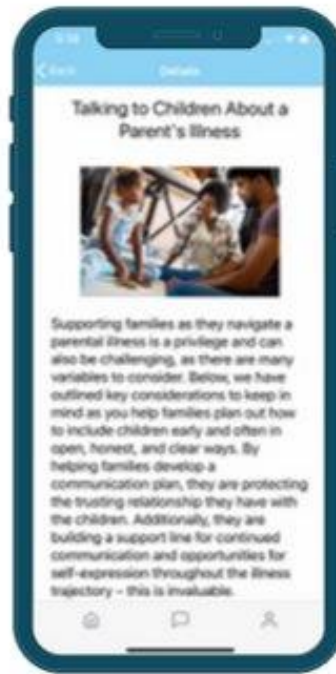 Back
Details
Talking to Children About a
Parent's Illness
Supporting families as they navigate a
parental illness is a privilege and can
also be challenging, as there are many
variables to consider. Below, we have
outlined key considerations to keep in
mind as you help families plan out how
to include children early and often in
open, honest, and clear ways. By
helping families develop a
communication plan, they are protecting
the trusting relationship they have with
the children. Additionally, they are
building a support line for continued
communication and opportunities for
self-expression throughout the illness
trajectory – this is invaluable.